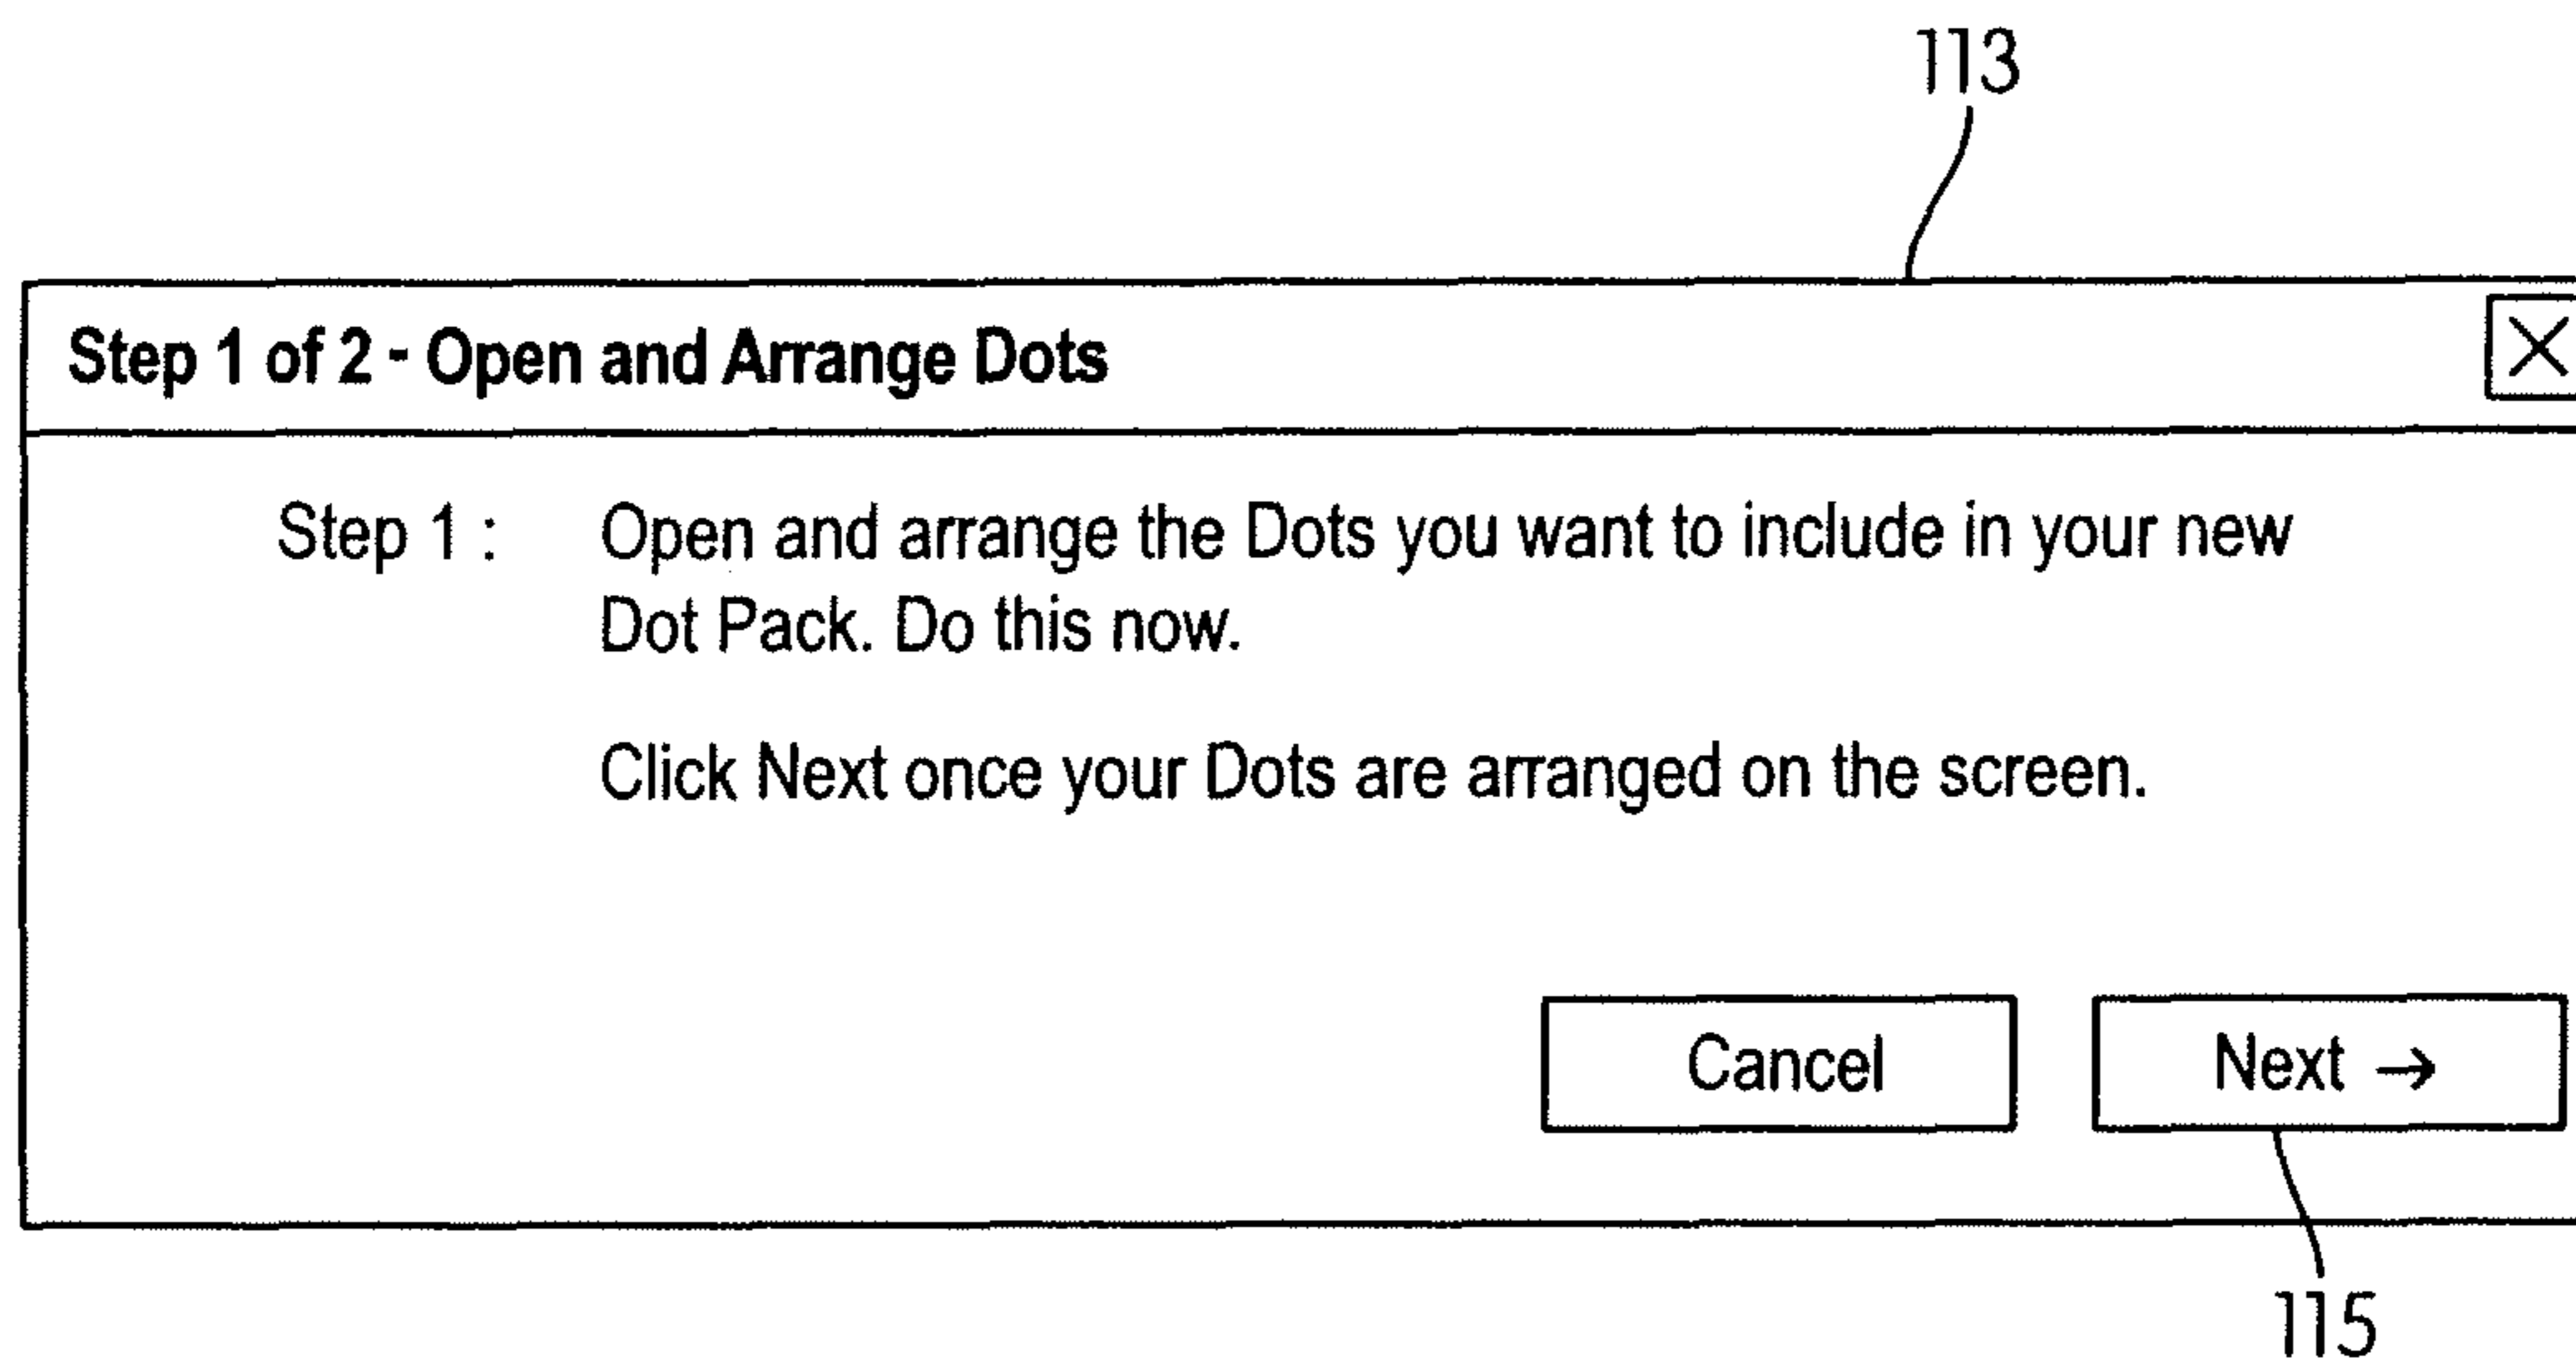 113
Step 1 of 2 - Open and Arrange Dots
Step 1 : Open and arrange the Dots you want to include in your new
Dot Pack. Do this now.
Click Next once your Dots are arranged on the screen.
Cancel Next →
115